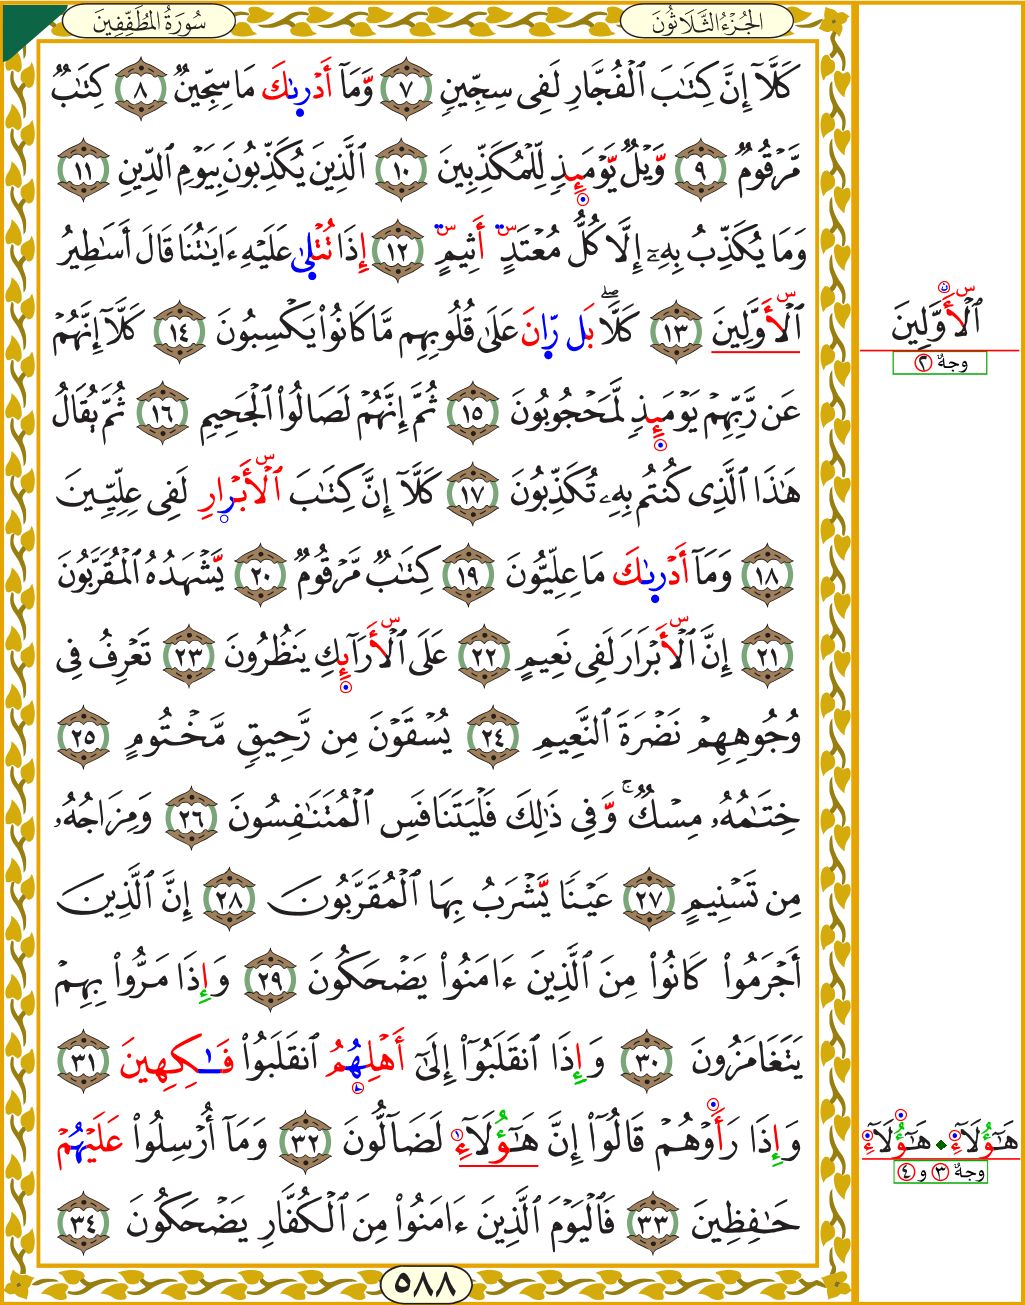 سُورَةُ المُطَفِّفِينَ
الجُزْءُ الثَّلَاثُونَ
كَلَّآ إِنَّ كِتَٰبَ ٱلۡفُجَّارِ لَفِى سِجِّينٖ ٧ وَّمَآ أَدۡرىٰكَ مَا سِجِّينٞ ٨ كِتَٰبٞ
مَّرۡقُومٞ ٩ وَيۡلٞ يَّوۡمَئِذٖ لِّلۡمُكَذِّبِينَ ١٠ ٱلَّذِينَ يُكَذِّبُونَ بِيَوۡمِ ٱلدِّينِ ١١
وَمَا يُكَذِّبُ بِهِۦٓ إِلَّا كُلُّ مُعۡتَدٍ أَثِيمٍ ١٢ إِذَا تُتۡلىٰ عَلَيۡهِ ءَايَٰتُنَا قَالَ أَسَٰطِيرُ
ٱلۡأَوَّلِينَ ١٣ كَلَّاۖ بَل رَّانَ عَلَىٰ قُلُوبِهِم مَّا كَانُواْ يَكۡسِبُونَ ١٤ كَلَّآ إِنَّهُمۡ
عَن رَّبِّهِمۡ يَوۡمَئِذٖ لَّمَحۡجُوبُونَ ١٥ ثُمَّ إِنَّهُمۡ لَصَالُواْ ٱلۡجَحِيمِ ١٦ ثُمَّ يُقَالُ
هَٰذَا ٱلَّذِى كُنتُم بِهِۦ تُكَذِّبُونَ ١٧ كَلَّآ إِنَّ كِتَٰبَ ٱلۡأَبۡرَارِ لَفِى عِلِّيِّينَ
١٨ وَمَآ أَدۡرىٰكَ مَا عِلِّيُّونَ ١٩ كِتَٰبٞ مَّرۡقُومٞ ٢٠ يَّشۡهَدُهُ ٱلۡمُقَرَّبُونَ
٢١ إِنَّ ٱلۡأَبۡرَارَ لَفِى نَعِيمٍ ٢٢ عَلَى ٱلۡأَرَآئِكِ يَنظُرُونَ ٢٣ تَعۡرِفُ فِى
وُجُوهِهِمۡ نَضۡرَةَ ٱلنَّعِيمِ ٢٤ يُسۡقَوۡنَ مِن رَّحِيقٖ مَّخۡتُومٍ ٢٥
خِتَٰمُهُۥ مِسۡكٞۚ وَّفِى ذَٰلِكَ فَلۡيَتَنَافَسِ ٱلۡمُتَنَٰفِسُونَ ٢٦ وَمِزَاجُهُۥ
مِن تَسۡنِيمٍ ٢٧ عَيۡنٗا يَّشۡرَبُ بِهَا ٱلۡمُقَرَّبُونَ ٢٨ إِنَّ ٱلَّذِينَ
أَجۡرَمُواْ كَانُواْ مِنَ ٱلَّذِينَ ءَامَنُواْ يَضۡحَكُونَ ٢٩ وَإِذَا مَرُّواْ بِهِمۡ
يَتَغَامَزُونَ ٣٠ وَإِذَا ٱنقَلَبُوٓاْ إِلَىٰٓ أَهۡلِهُمُ ٱنقَلَبُواْ فَٰكِهِينَ ٣١
وَإِذَا رَأَوۡهُمۡ قَالُوٓاْ إِنَّ هَٰٓؤُلَآءِ لَضَآلُّونَ ٣٢ وَمَآ أُرۡسِلُواْ عَلَيۡهُمۡ
حَٰفِظِينَ ٣٣ فَٱلۡيَوۡمَ ٱلَّذِينَ ءَامَنُواْ مِنَ ٱلۡكُفَّارِ يَضۡحَكُونَ ٣٤
٥٨٨
ٱلۡأَوَّلِينَ
وجهٌ ٢
هَٰٓؤُلَآءِ ۰ هَٰٓؤُلَآءِ
وجهٌ ٣ و ٤